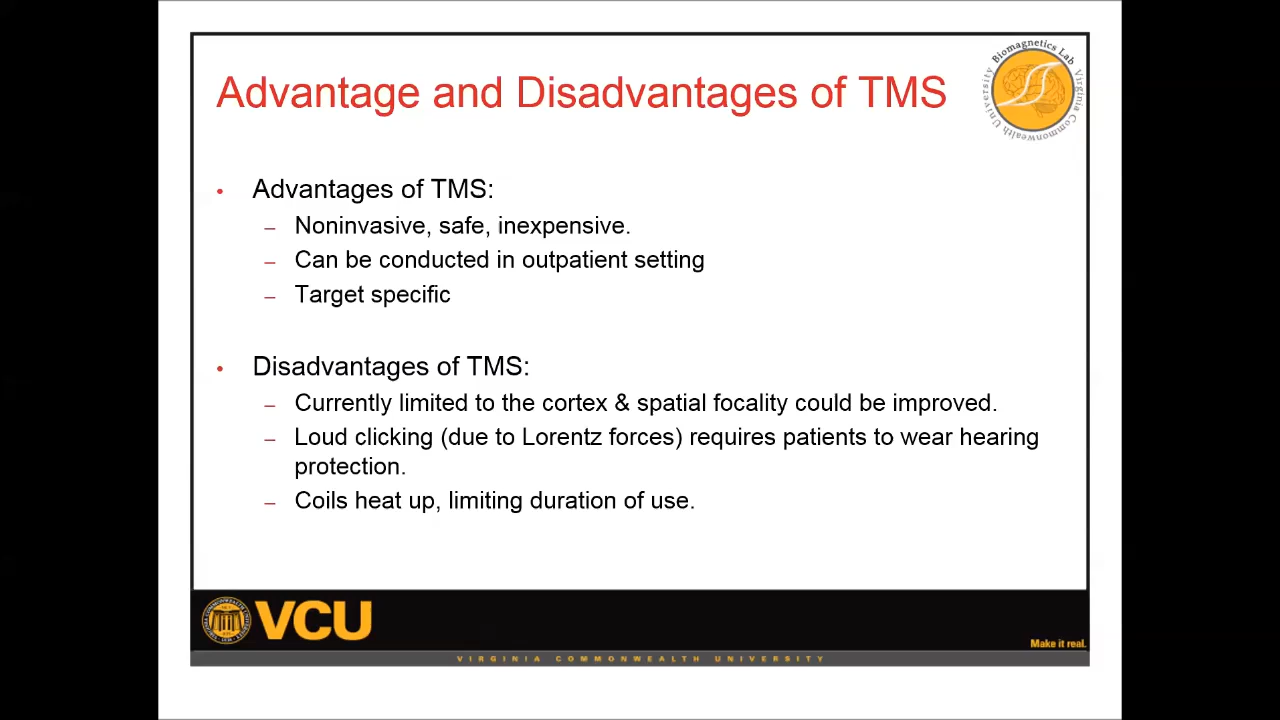 Advantage and Disadvantages of TMS
Biomagnetics Lab Virginia Commonwealth University
• Advantages of TMS:
– Noninvasive, safe, inexpensive.
– Can be conducted in outpatient setting
– Target specific
• Disadvantages of TMS:
– Currently limited to the cortex & spatial focality could be improved.
– Loud clicking (due to Lorentz forces) requires patients to wear hearing
protection.
– Coils heat up, limiting duration of use.
VCU
Make it real.
VIRGINIA COMMONWEALTH UNIVERSITY